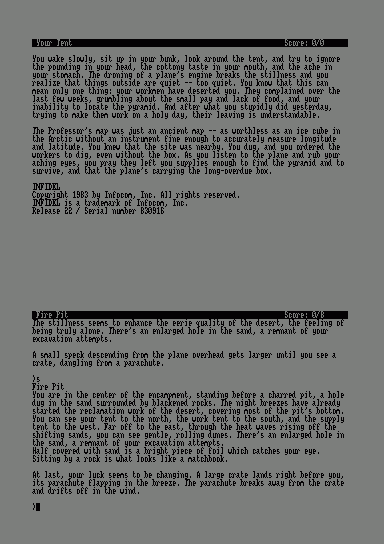 Your Tent Score: 0/0
You wake slowly, sit up in your bunk, look around the tent, and try to ignore
the pounding in your head, the cottony taste in your mouth, and the ache in
your stomach. The droning of a plane's engine breaks the stillness and you
realize that things outside are quiet -- too quiet. You know that this can
mean only one thing: your workmen have deserted you. They complained over the
last few weeks, grumbling about the small pay and lack of food, and your
inability to locate the pyramid. And after what you stupidly did yesterday,
trying to make them work on a holy day, their leaving is understandable.
The Professor's map was just an ancient map -- as worthless as an ice cube in
the Arctic without an instrument fine enough to accurately measure longitude
and latitude. You knew that the site was nearby. You dug, and you ordered the
workers to dig, even without the box. As you listen to the plane and rub your
aching eyes, you pray they left you supplies enough to find the pyramid and to
survive, and that the plane's carrying the long-overdue box.
INFIDEL
Copyright 1983 by Infocom, Inc. All rights reserved.
INFIDEL is a trademark of Infocom, Inc.
Release 22 / Serial number 830916
Fire Pit Score: 0/8
The stillness seems to enhance the eerie quality of the desert, the feeling of
being truly alone. There's an enlarged hole in the sand, a remnant of your
excavation attempts.
A small speck descending from the plane overhead gets larger until you see a
crate, dangling from a parachute.
>s
Fire Pit
You are in the center of the encampment, standing before a charred pit, a hole
dug in the sand surrounded by blackened rocks. The night breezes have already
started the reclamation work of the desert, covering most of the pit's bottom.
You can see your tent to the north, the work tent to the south, and the supply
tent to the west. Far off to the east, through the heat waves rising off the
shifting sands, you can see gentle, rolling dunes. There's an enlarged hole in
the sand, a remnant of your excavation attempts.
Half covered with sand is a bright piece of foil which catches your eye.
Sitting by a rock is what looks like a matchbook.
At last, your luck seems to be changing. A large crate lands right before you,
its parachute flapping in the breeze. The parachute breaks away from the crate
and drifts off in the wind.
>